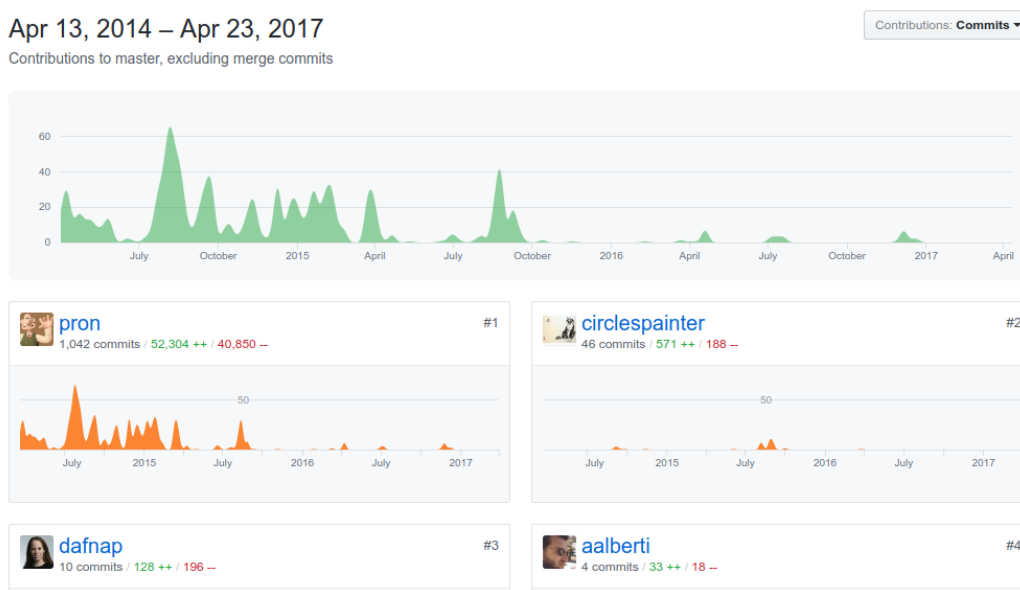 Apr 13, 2014 – Apr 23, 2017
Contributions: Commits
Contributions to master, excluding merge commits
60
40
20
0
July October 2015 April July October 2016 April July October 2017 April
pron #1
1,042 commits / 52,304 ++ / 40,850 --
50
July 2015 July 2016 July 2017
circlespainter #2
46 commits / 571 ++ / 188 --
50
July 2015 July 2016 July 2017
dafnap #3
10 commits / 128 ++ / 196 --
aalberti #4
4 commits / 33 ++ / 18 --